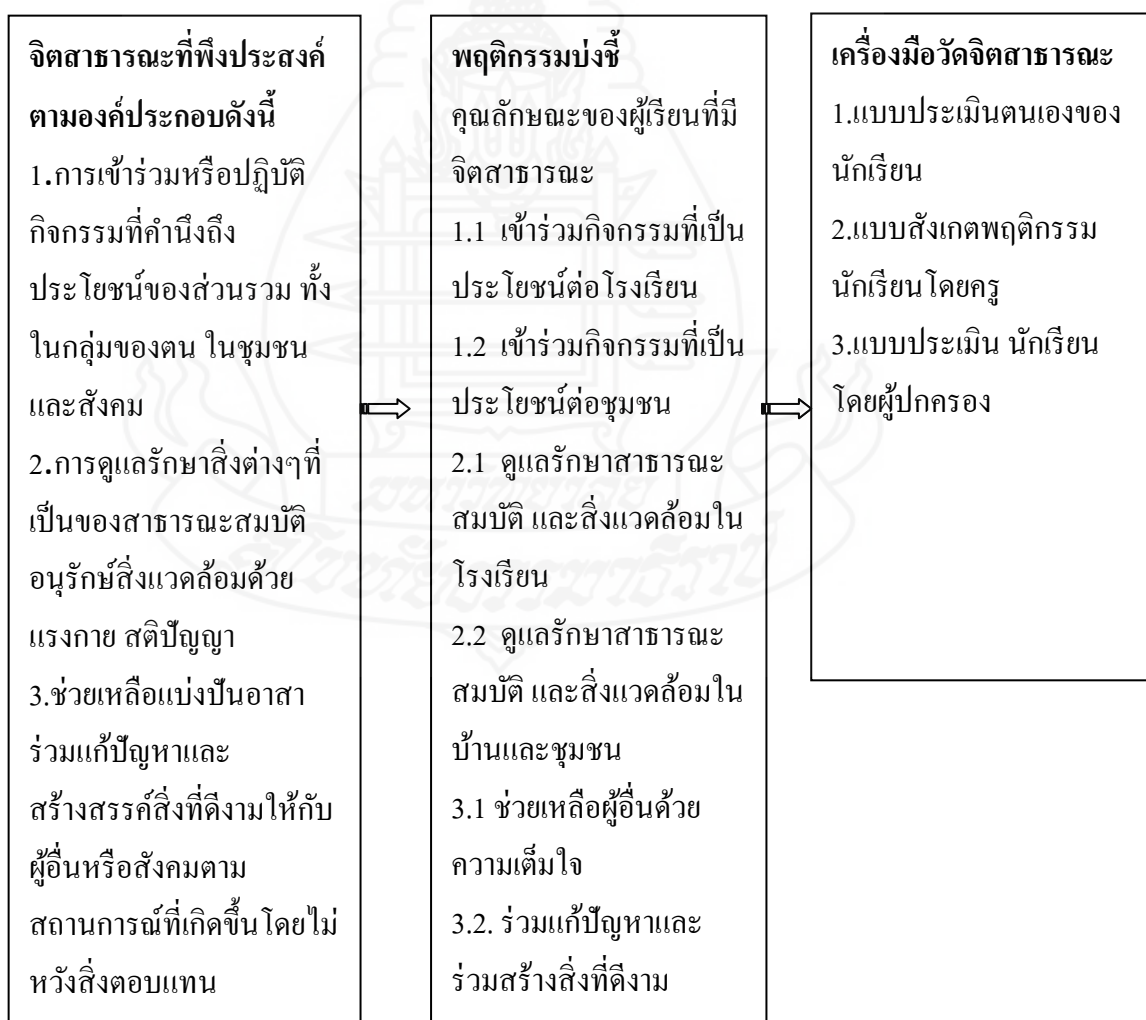 จิตสาธารณะที่พึงประสงค์
ตามองค์ประกอบดังนี้
1.การเข้าร่วมหรือปฏิบัติ
กิจกรรมที่คำนึงถึง
ประโยชน์ของส่วนรวม ทั้ง
ในกลุ่มของตน ในชุมชน
และสังคม
2.การดูแลรักษาสิ่งต่างๆที่
เป็นของสาธารณะสมบัติ
อนุรักษ์สิ่งแวดล้อมด้วย
แรงกาย สติปัญญา
3.ช่วยเหลือแบ่งปันอาสา
ร่วมแก้ปัญหาและ
สร้างสรรค์สิ่งที่ดีงามให้กับ
ผู้อื่นหรือสังคมตาม
สถานการณ์ที่เกิดขึ้นโดยไม่
หวังสิ่งตอบแทน
พฤติกรรมบ่งชี้
คุณลักษณะของผู้เรียนที่มี
จิตสาธารณะ
1.1 เข้าร่วมกิจกรรมที่เป็น
ประโยชน์ต่อโรงเรียน
1.2 เข้าร่วมกิจกรรมที่เป็น
ประโยชน์ต่อชุมชน
2.1 ดูแลรักษาสาธารณะ
สมบัติ และสิ่งแวดล้อมใน
โรงเรียน
2.2 ดูแลรักษาสาธารณะ
สมบัติ และสิ่งแวดล้อมใน
บ้านและชุมชน
3.1 ช่วยเหลือผู้อื่นด้วย
ความเต็มใจ
3.2. ร่วมแก้ปัญหาและ
ร่วมสร้างสิ่งที่ดีงาม
เครื่องมือวัดจิตสาธารณะ
1.แบบประเมินตนเองของ
นักเรียน
2.แบบสังเกตพฤติกรรม
นักเรียนโดยครู
3.แบบประเมิน นักเรียน
โดยผู้ปกครอง
มหาวิทยาลัย
สุโขทัยธรรมาธิราช